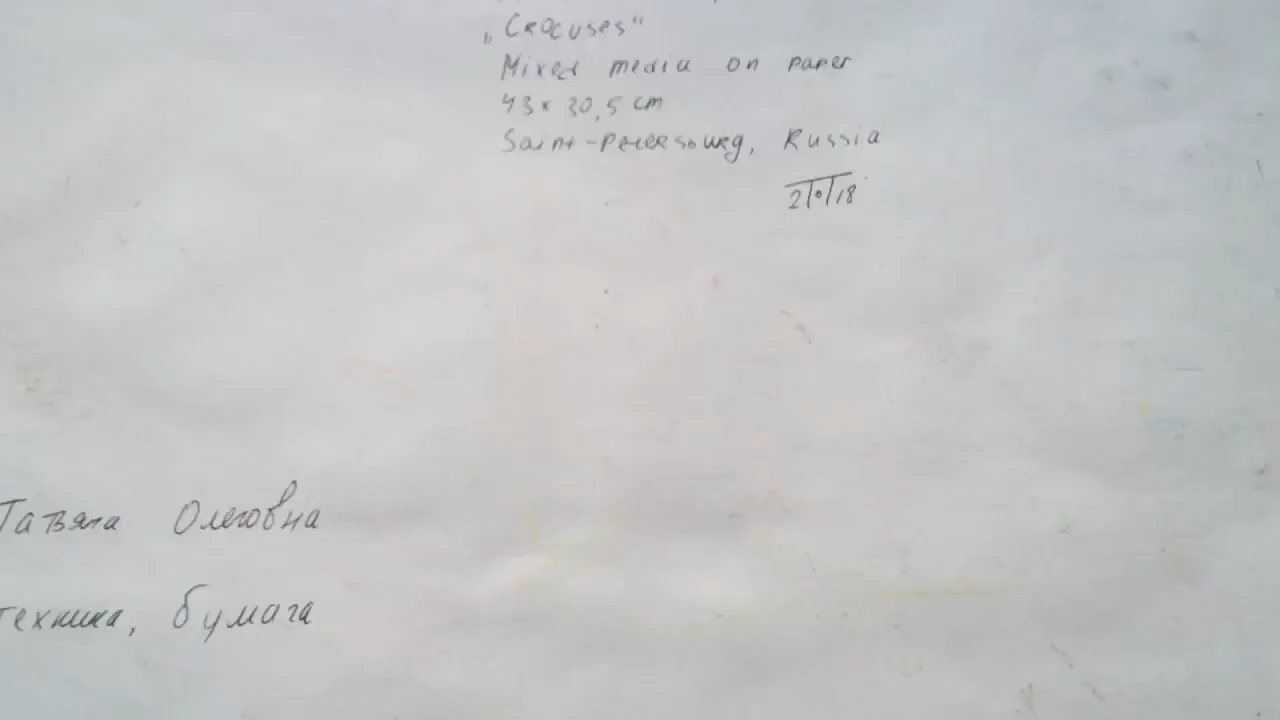 „Crocuses“
Mixed media on paper
43 x 30,5 cm
Saint-Petersburg, Russia
2018
Татьяна Олеговна
техника, бумага